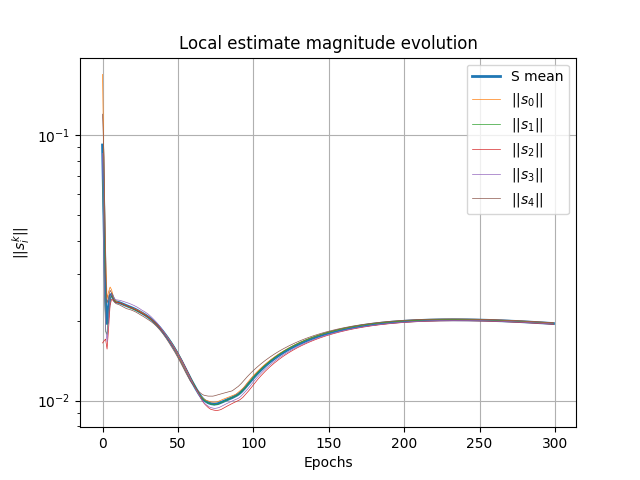 Local estimate magnitude evolution
S mean
||s₀||
||s₁||
||s₂||
||s₃||
||s₄||
10⁻¹
10⁻²
||sᵢᵏ||
0 50 100 150 200 250 300
Epochs